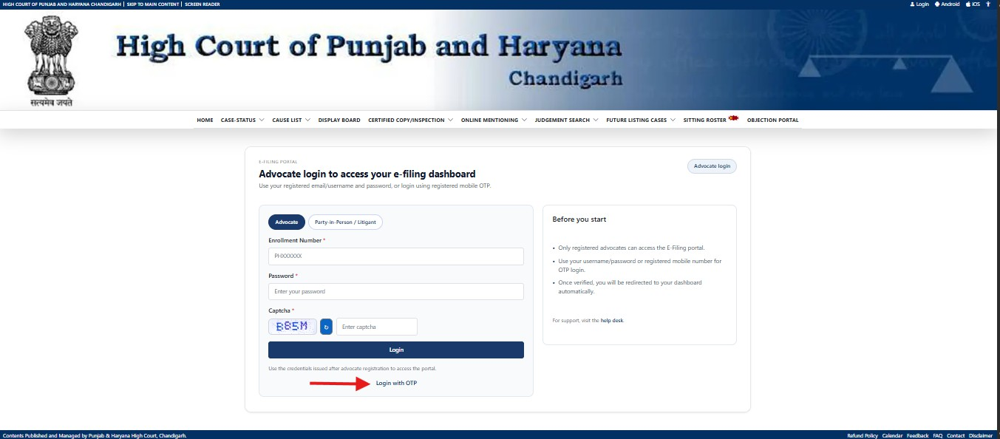 HIGH COURT OF PUNJAB AND HARYANA CHANDIGARH | SKIP TO MAIN CONTENT | SCREEN READER
Login Android iOS
सत्यमेव जयते
High Court of Punjab and Haryana
Chandigarh
HOME CASE-STATUS CAUSE LIST DISPLAY BOARD CERTIFIED COPY/INSPECTION ONLINE MENTIONING JUDGEMENT SEARCH FUTURE LISTING CASES SITTING ROSTER OBJECTION PORTAL
E-FILING PORTAL
Advocate login to access your e-filing dashboard
Use your registered email/username and password, or login using registered mobile OTP.
Advocate login
Advocate Party-in-Person / Litigant
Enrollment Number *
PHXXXXXX
Password *
Enter your password
Captcha *
B85M Enter captcha
Login
Use the credentials issued after advocate registration to access the portal.
Login with OTP
Before you start
• Only registered advocates can access the E-Filing portal.
• Use your username/password or registered mobile number for
OTP login.
• Once verified, you will be redirected to your dashboard
automatically.
For support, visit the help desk.
Contents Published and Managed by Punjab & Haryana High Court, Chandigarh.
Refund Policy Calendar Feedback FAQ Contact Disclaimer